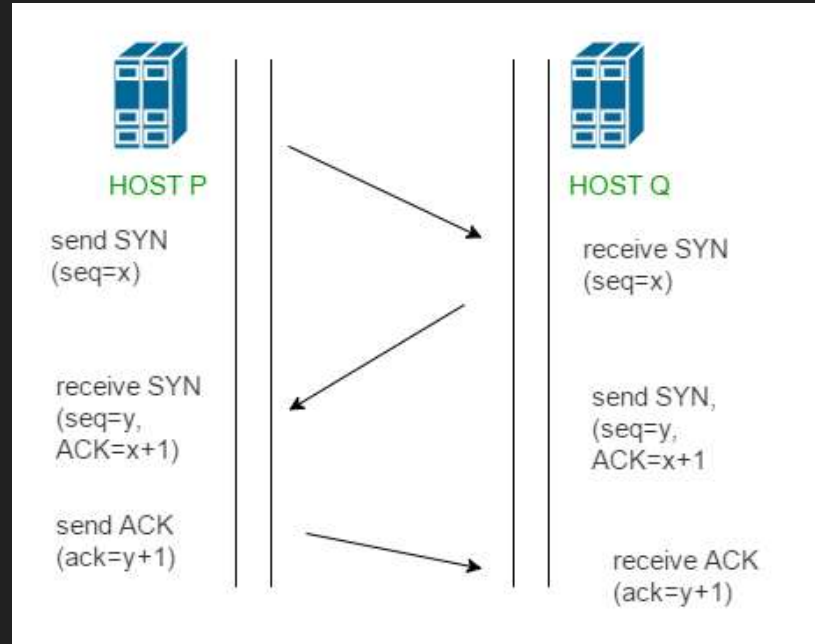 HOST P
HOST Q
send SYN
(seq=x)
receive SYN
(seq=x)
receive SYN
(seq=y,
ACK=x+1)
send SYN,
(seq=y,
ACK=x+1
send ACK
(ack=y+1)
receive ACK
(ack=y+1)